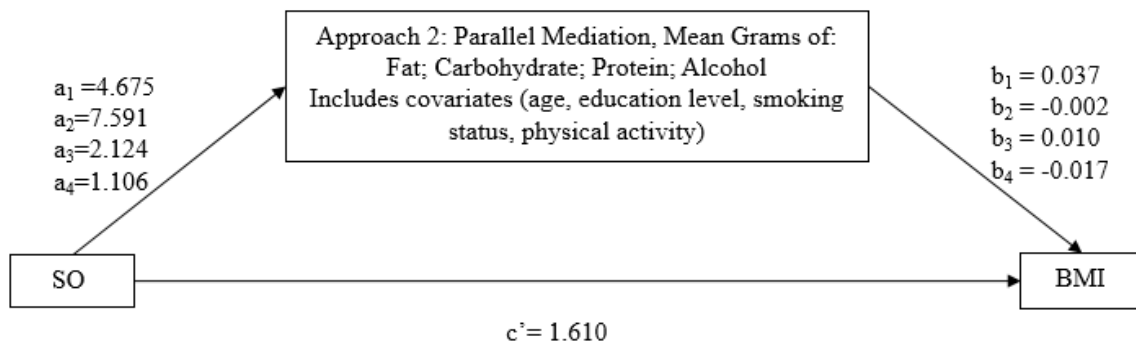 Approach 2: Parallel Mediation, Mean Grams of:
Fat; Carbohydrate; Protein; Alcohol
Includes covariates (age, education level, smoking
status, physical activity)
a₁ =4.675
a₂=7.591
a₃=2.124
a₄=1.106
b₁ = 0.037
b₂ = -0.002
b₃ = 0.010
b₄ = -0.017
SO
BMI
c’= 1.610